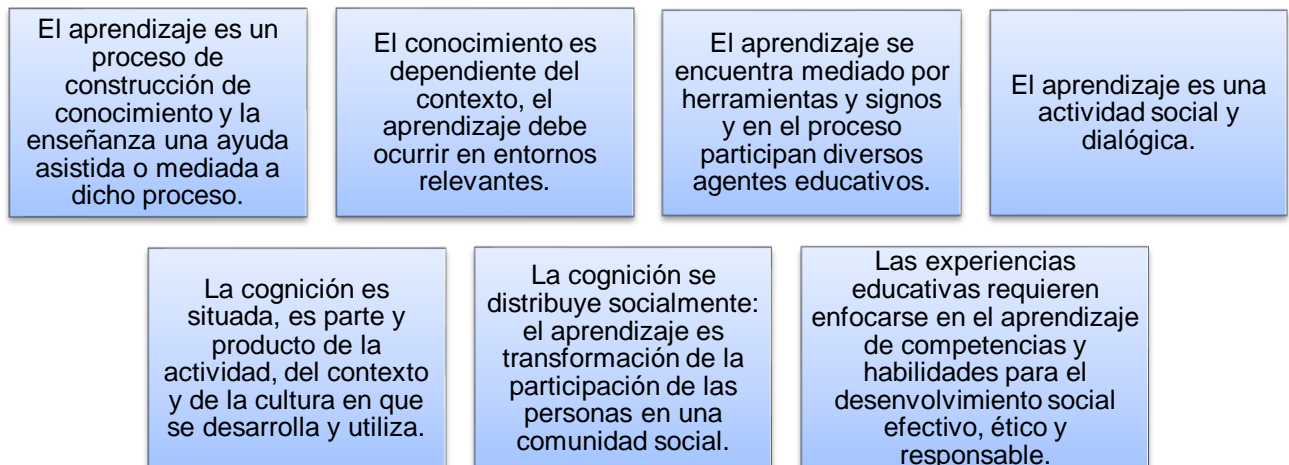 El aprendizaje es un
proceso de
construcción de
conocimiento y la
enseñanza una ayuda
asistida o mediada a
dicho proceso.
El conocimiento es
dependiente del
contexto, el
aprendizaje debe
ocurrir en entornos
relevantes.
El aprendizaje se
encuentra mediado por
herramientas y signos
y en el proceso
participan diversos
agentes educativos.
El aprendizaje es una
actividad social y
dialógica.
La cognición es
situada, es parte y
producto de la
actividad, del contexto
y de la cultura en que
se desarrolla y utiliza.
La cognición se
distribuye socialmente:
el aprendizaje es
transformación de la
participación de las
personas en una
comunidad social.
Las experiencias
educativas requieren
enfocarse en el aprendizaje
de competencias y
habilidades para el
desenvolvimiento social
efectivo, ético y
responsable.